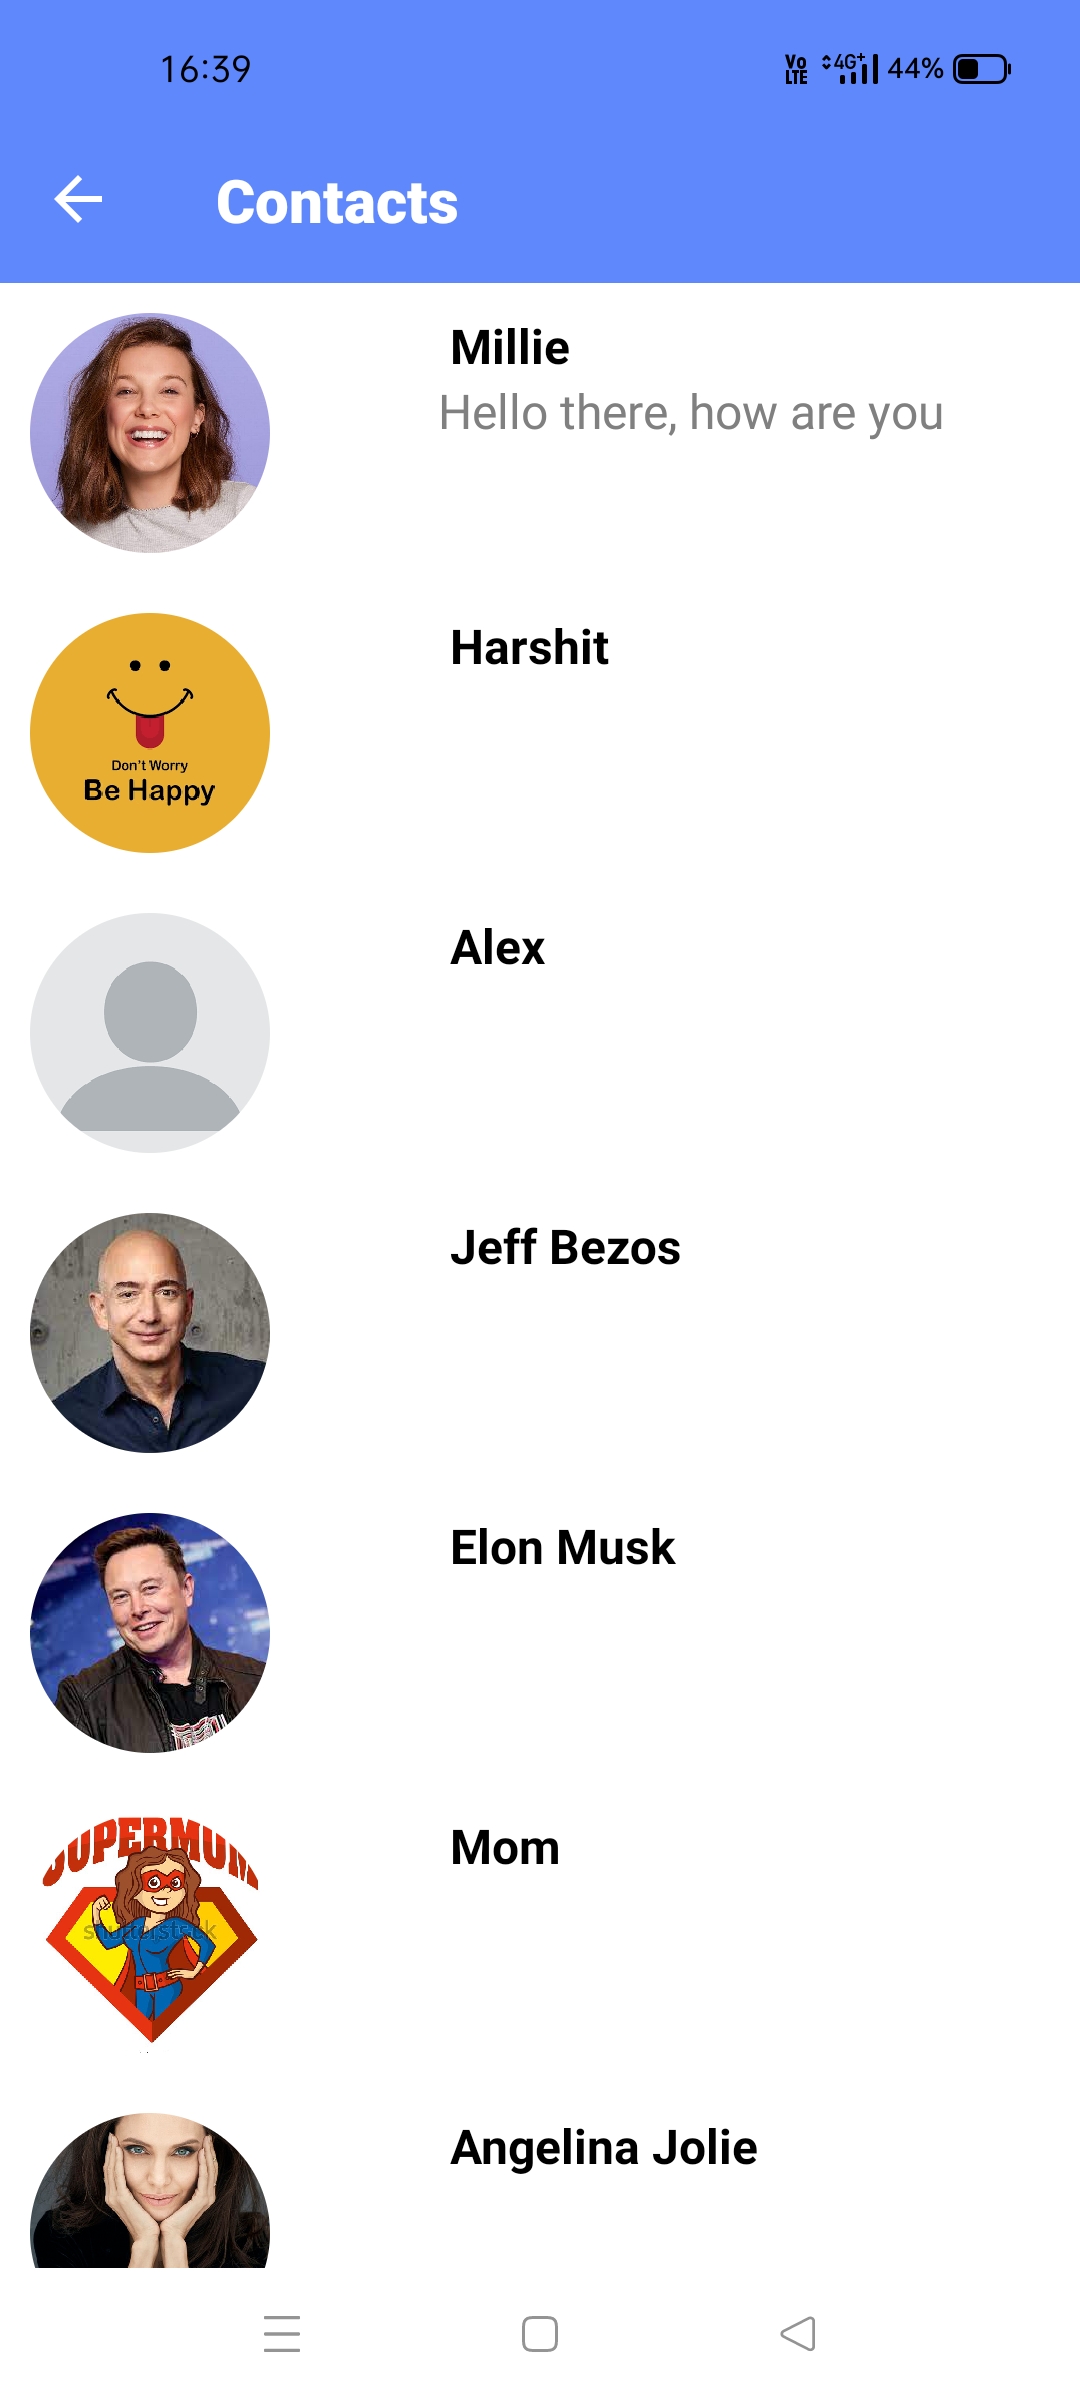 16:39
Vo LTE 4G+ 44%
Contacts
Millie
Hello there, how are you
Harshit
Don't Worry
Be Happy
Alex
Jeff Bezos
Elon Musk
SUPERMOM
Mom
shutterstock
Angelina Jolie